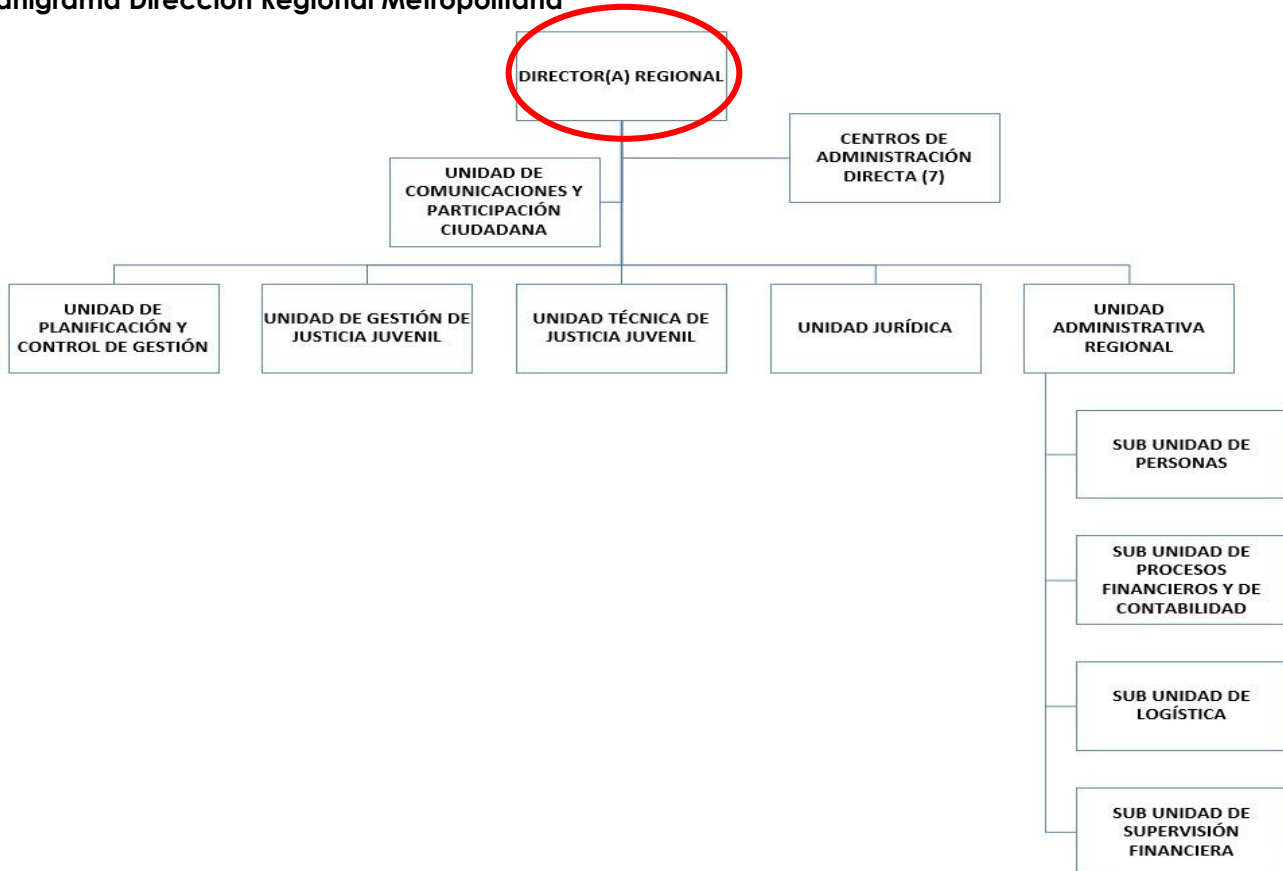 anigrama Dirección Regional Metropolitana
DIRECTOR(A) REGIONAL
CENTROS DE
ADMINISTRACIÓN
DIRECTA (7)
UNIDAD DE
COMUNICACIONES Y
PARTICIPACIÓN
CIUDADANA
UNIDAD DE
PLANIFICACIÓN Y
CONTROL DE GESTIÓN
UNIDAD DE GESTIÓN DE
JUSTICIA JUVENIL
UNIDAD TÉCNICA DE
JUSTICIA JUVENIL
UNIDAD JURÍDICA
UNIDAD
ADMINISTRATIVA
REGIONAL
SUB UNIDAD DE
PERSONAS
SUB UNIDAD DE
PROCESOS
FINANCIEROS Y DE
CONTABILIDAD
SUB UNIDAD DE
LOGÍSTICA
SUB UNIDAD DE
SUPERVISIÓN
FINANCIERA